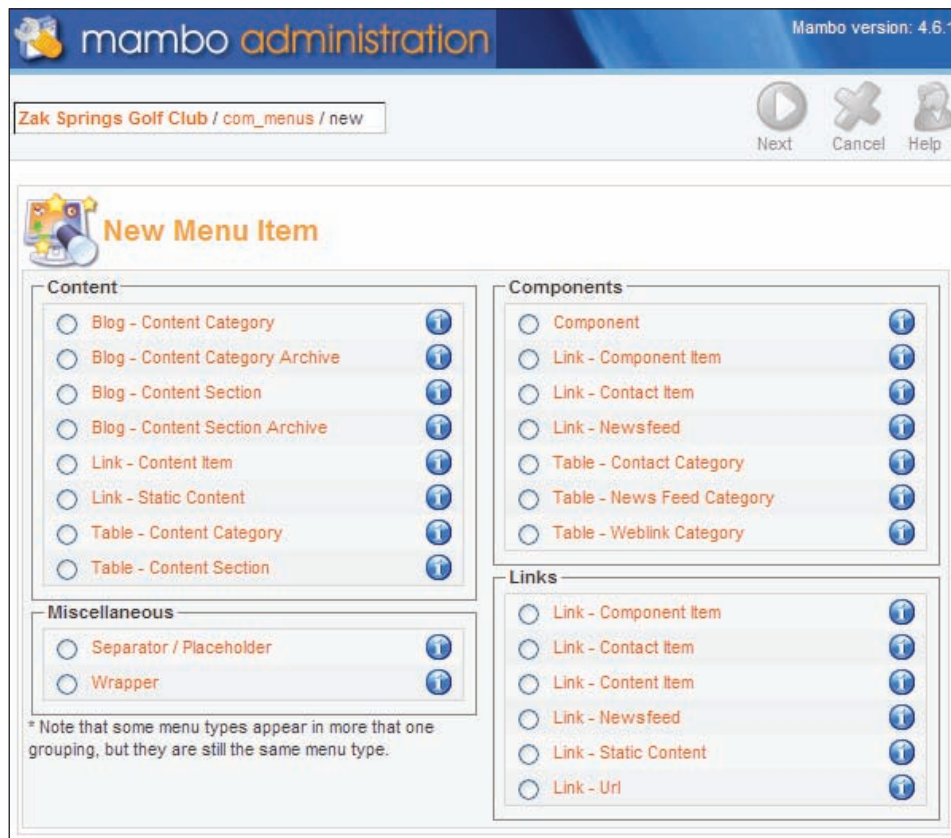 mambo administration
Mambo version: 4.6.1
Zak Springs Golf Club / com_menus / new
Next
Cancel
Help
New Menu Item
Content
Blog - Content Category
Blog - Content Category Archive
Blog - Content Section
Blog - Content Section Archive
Link - Content Item
Link - Static Content
Table - Content Category
Table - Content Section
Miscellaneous
Separator / Placeholder
Wrapper
* Note that some menu types appear in more that one
grouping, but they are still the same menu type.
Components
Component
Link - Component Item
Link - Contact Item
Link - Newsfeed
Table - Contact Category
Table - News Feed Category
Table - Weblink Category
Links
Link - Component Item
Link - Contact Item
Link - Content Item
Link - Newsfeed
Link - Static Content
Link - Url